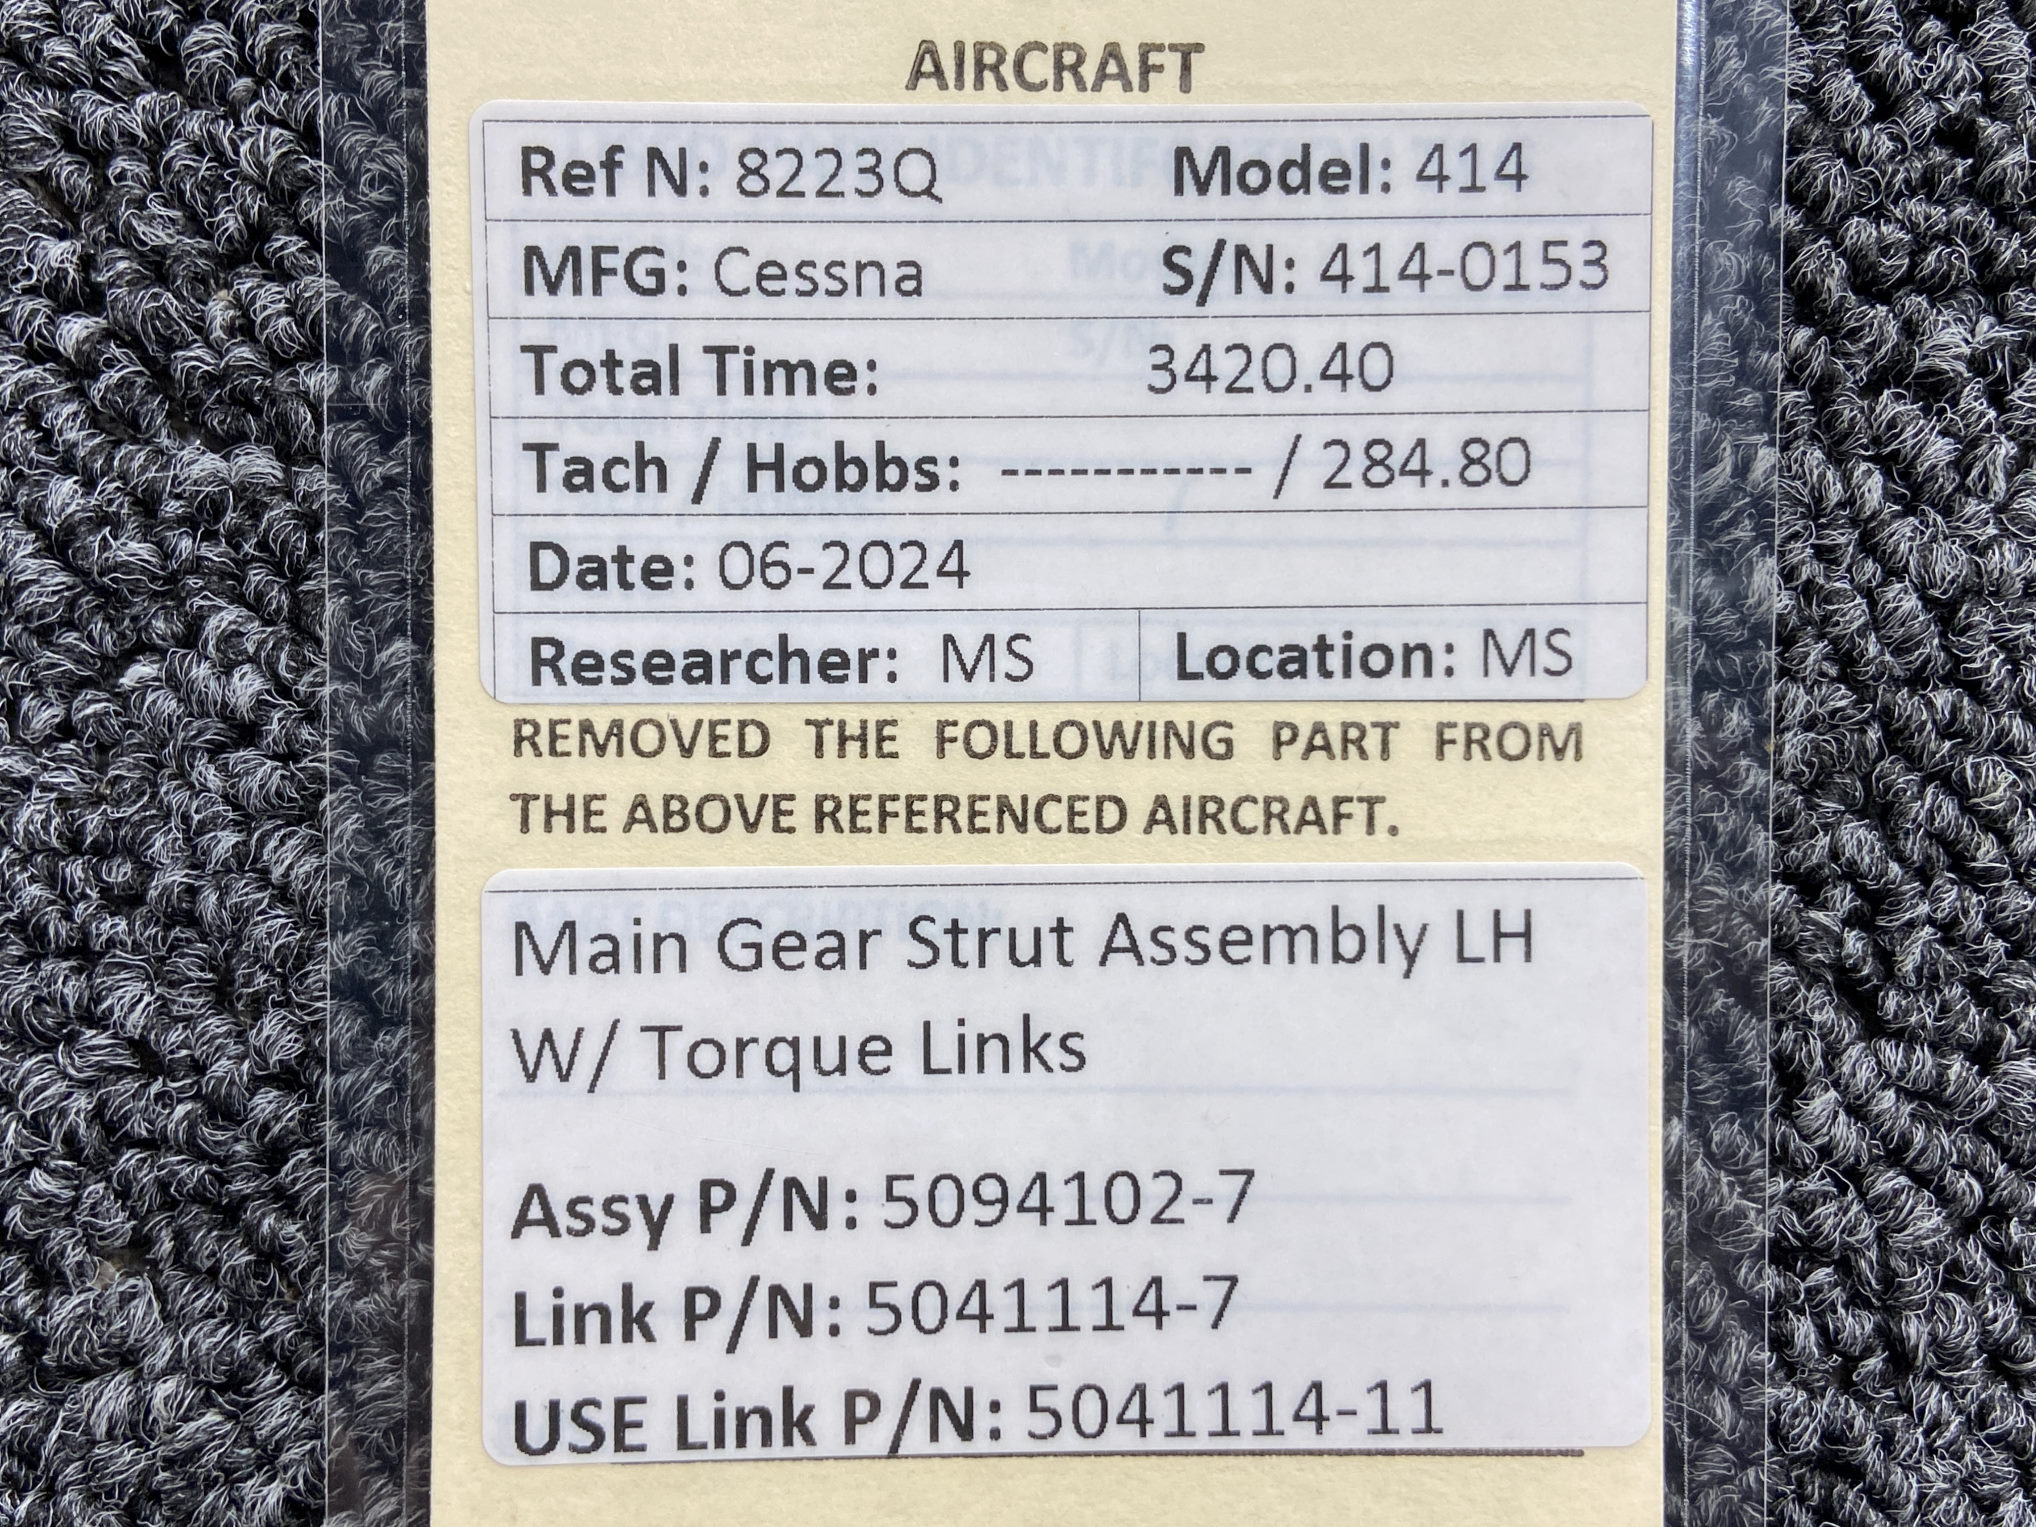 AIRCRAFT
Ref N: 8223Q Model: 414
MFG: Cessna S/N: 414-0153
Total Time: 3420.40
Tach / Hobbs: ----------- / 284.80
Date: 06-2024
Researcher: MS Location: MS
REMOVED THE FOLLOWING PART FROM
THE ABOVE REFERENCED AIRCRAFT.
Main Gear Strut Assembly LH
W/ Torque Links
Assy P/N: 5094102-7
Link P/N: 5041114-7
USE Link P/N: 5041114-11